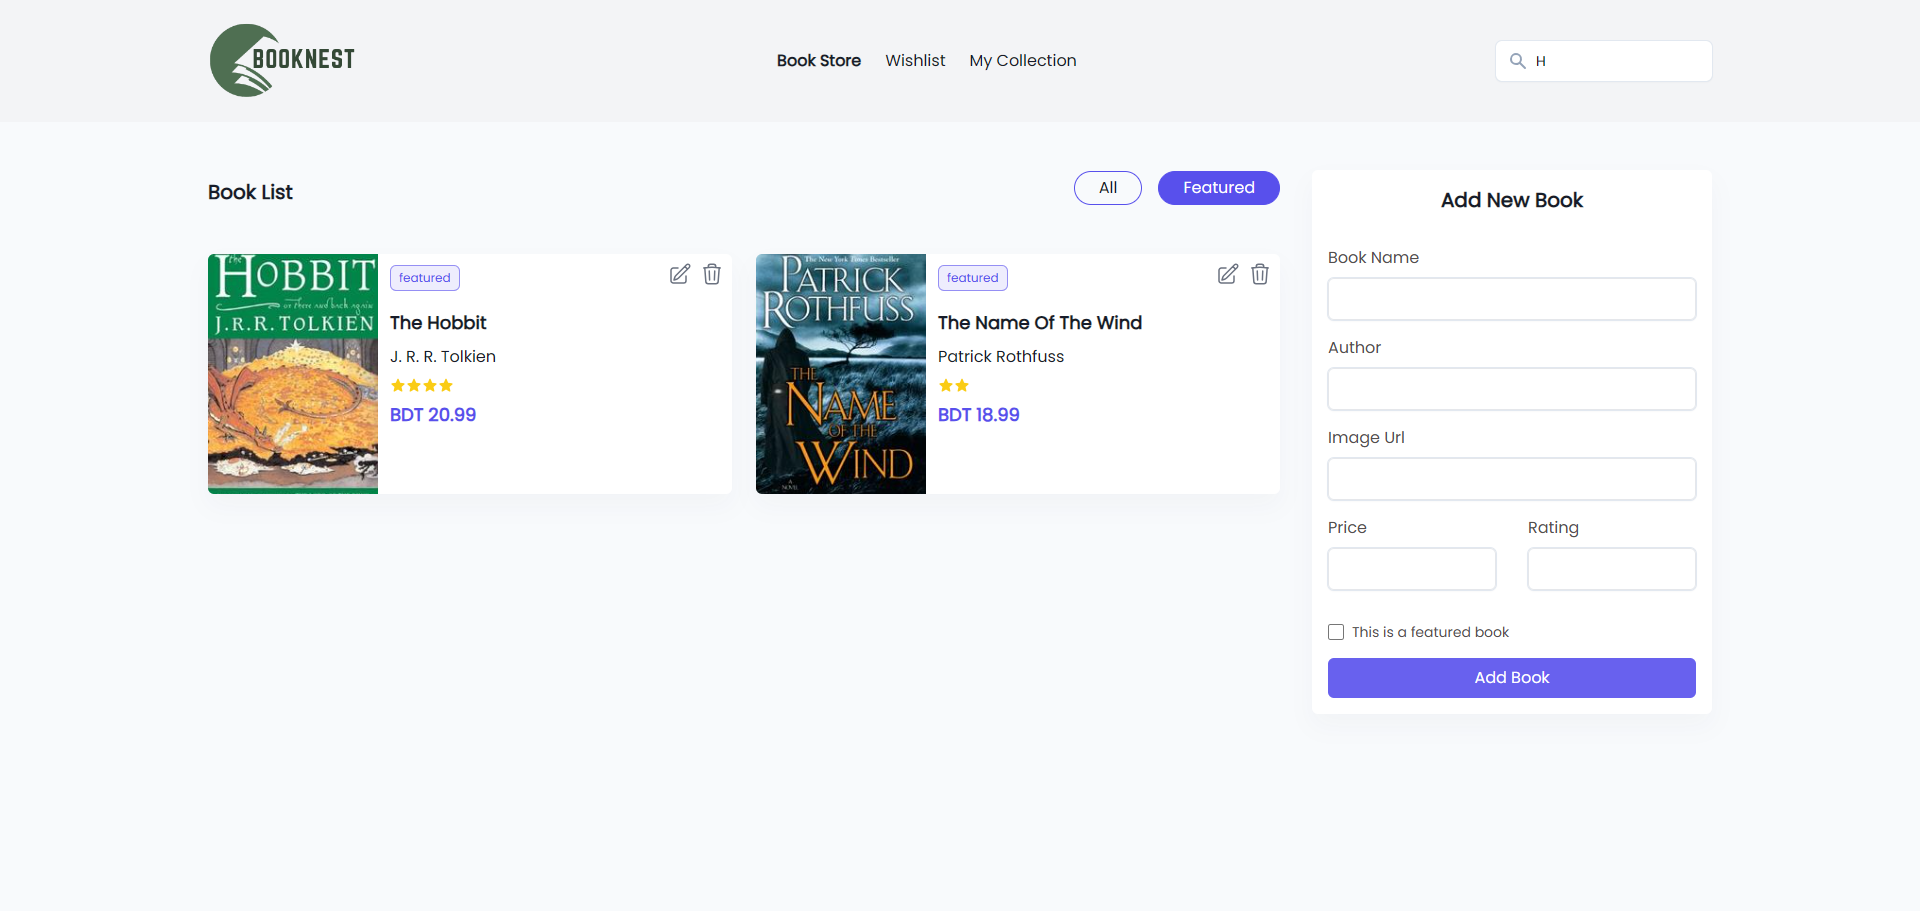 BOOKNEST
Book Store
Wishlist
My Collection
H
Book List
All
Featured
the
HOBBIT
or there and back again
J.R.R.TOLKIEN
featured
The Hobbit
J. R. R. Tolkien
BDT 20.99
The New York Times Bestseller
PATRICK
ROTHFUSS
THE
NAME
OF THE
WIND
A
NOVEL
featured
The Name Of The Wind
Patrick Rothfuss
BDT 18.99
Add New Book
Book Name
Author
Image Url
Price
Rating
This is a featured book
Add Book